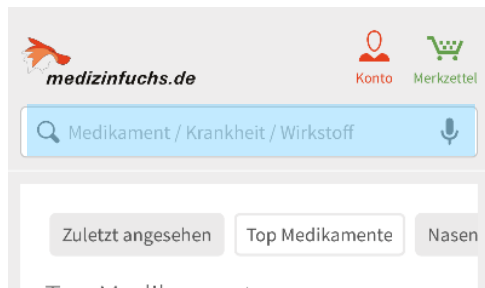 medizinfuchs.de
Konto
Merkzettel
Medikament / Krankheit / Wirkstoff
Zuletzt angesehen
Top Medikamente
Nasen